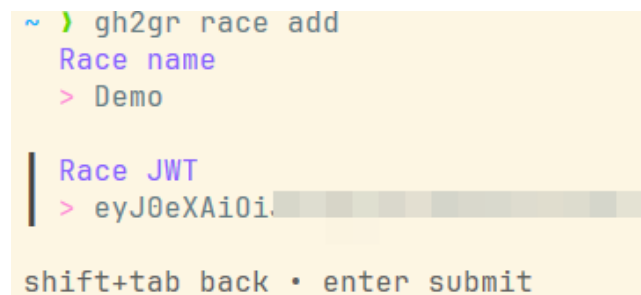 ~ ❯ gh2gr race add
Race name
> Demo
Race JWT
> eyJ0eXAiOi
shift+tab back • enter submit